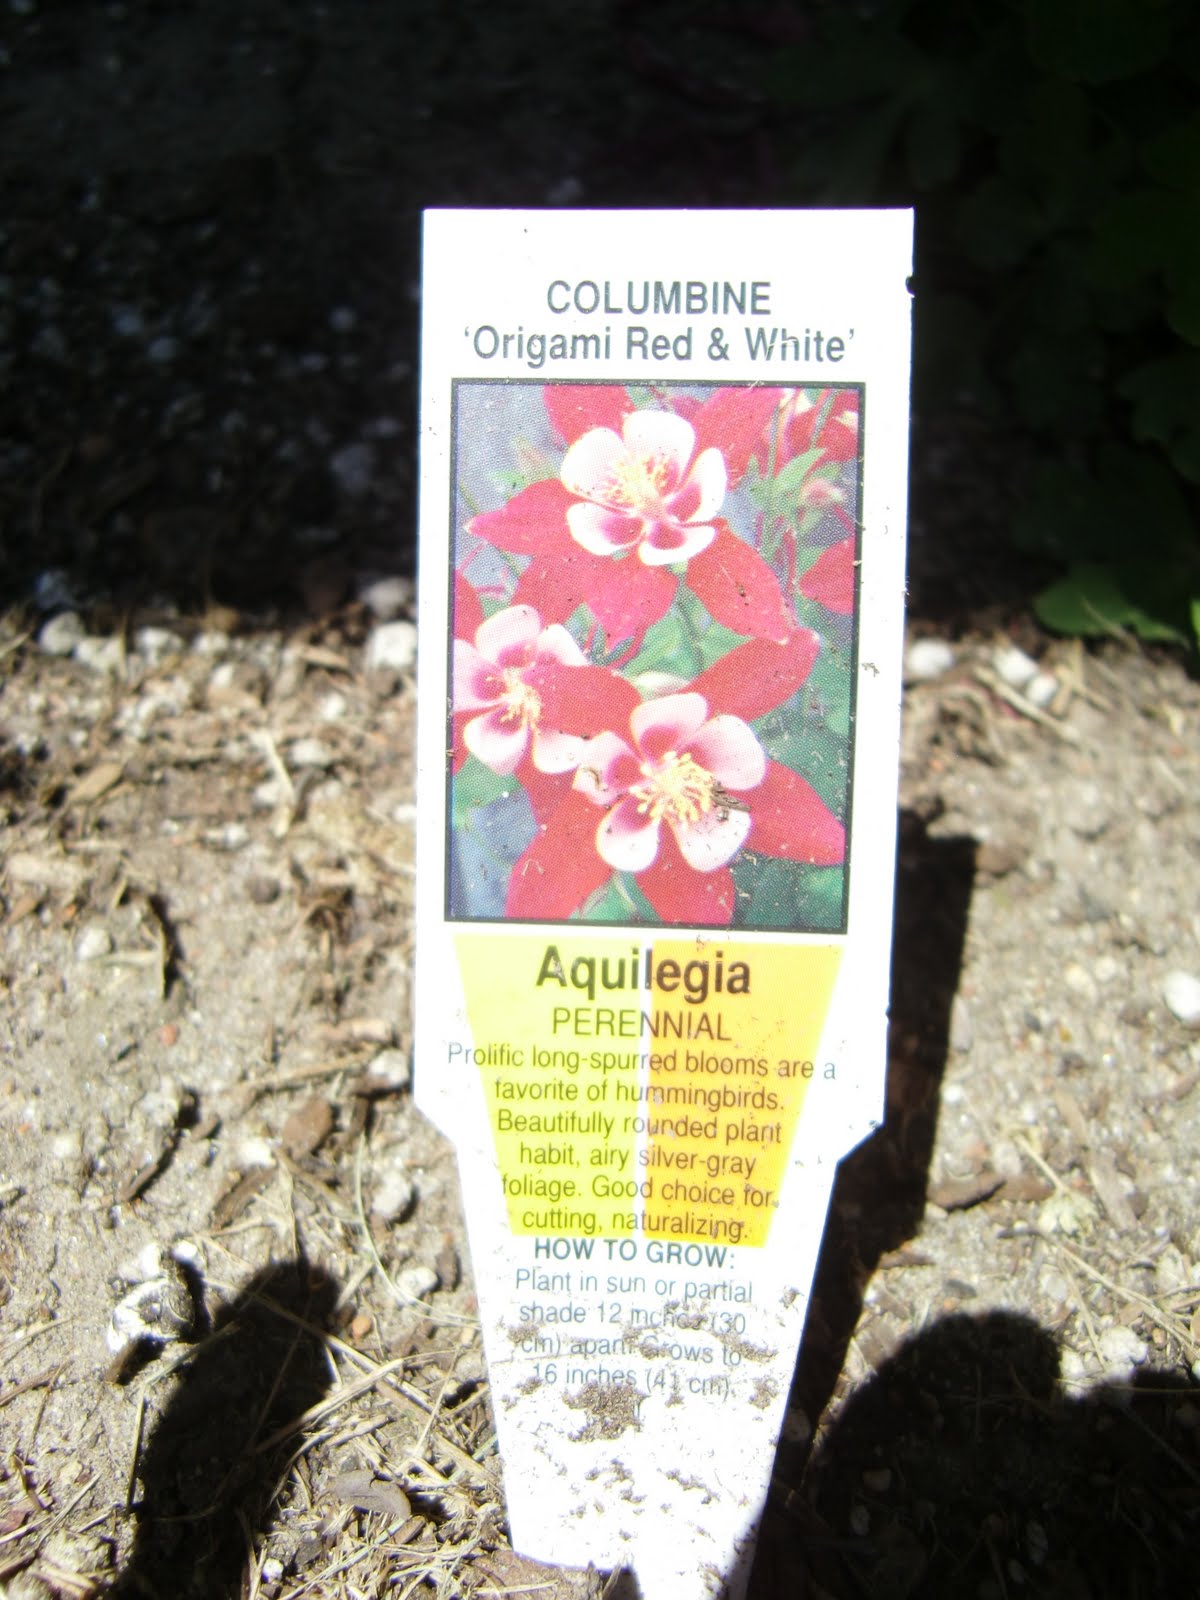 COLUMBINE
‘Origami Red & White’
Aquilegia
PERENNIAL
Prolific long-spurred blooms are a
favorite of hummingbirds.
Beautifully rounded plant
habit, airy silver-gray
foliage. Good choice for
cutting, naturalizing.
HOW TO GROW:
Plant in sun or partial
shade 12 inches (30
cm) apart. Grows to
16 inches (41 cm).